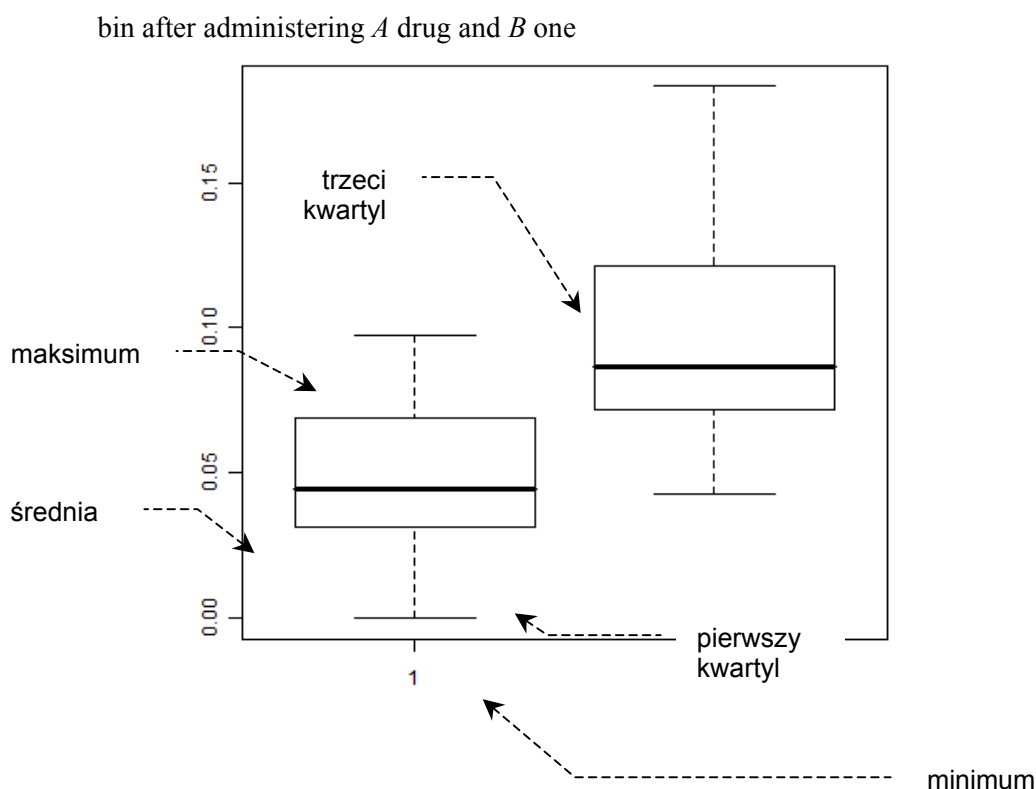 bin after administering A drug and B one
0.15
trzeci
kwartyl
0.10
maksimum
0.05
średnia
0.00
pierwszy
kwartyl
1
minimum